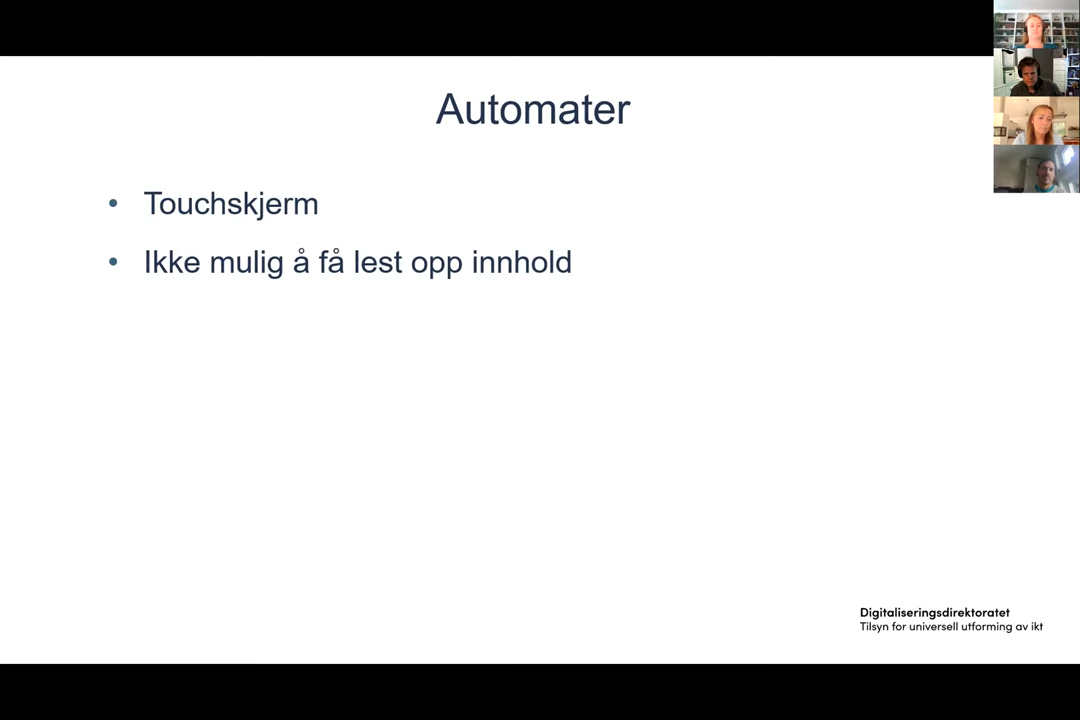 Automater
• Touchskjerm
• Ikke mulig å få lest opp innhold
Digitaliseringsdirektoratet
Tilsyn for universell utforming av ikt